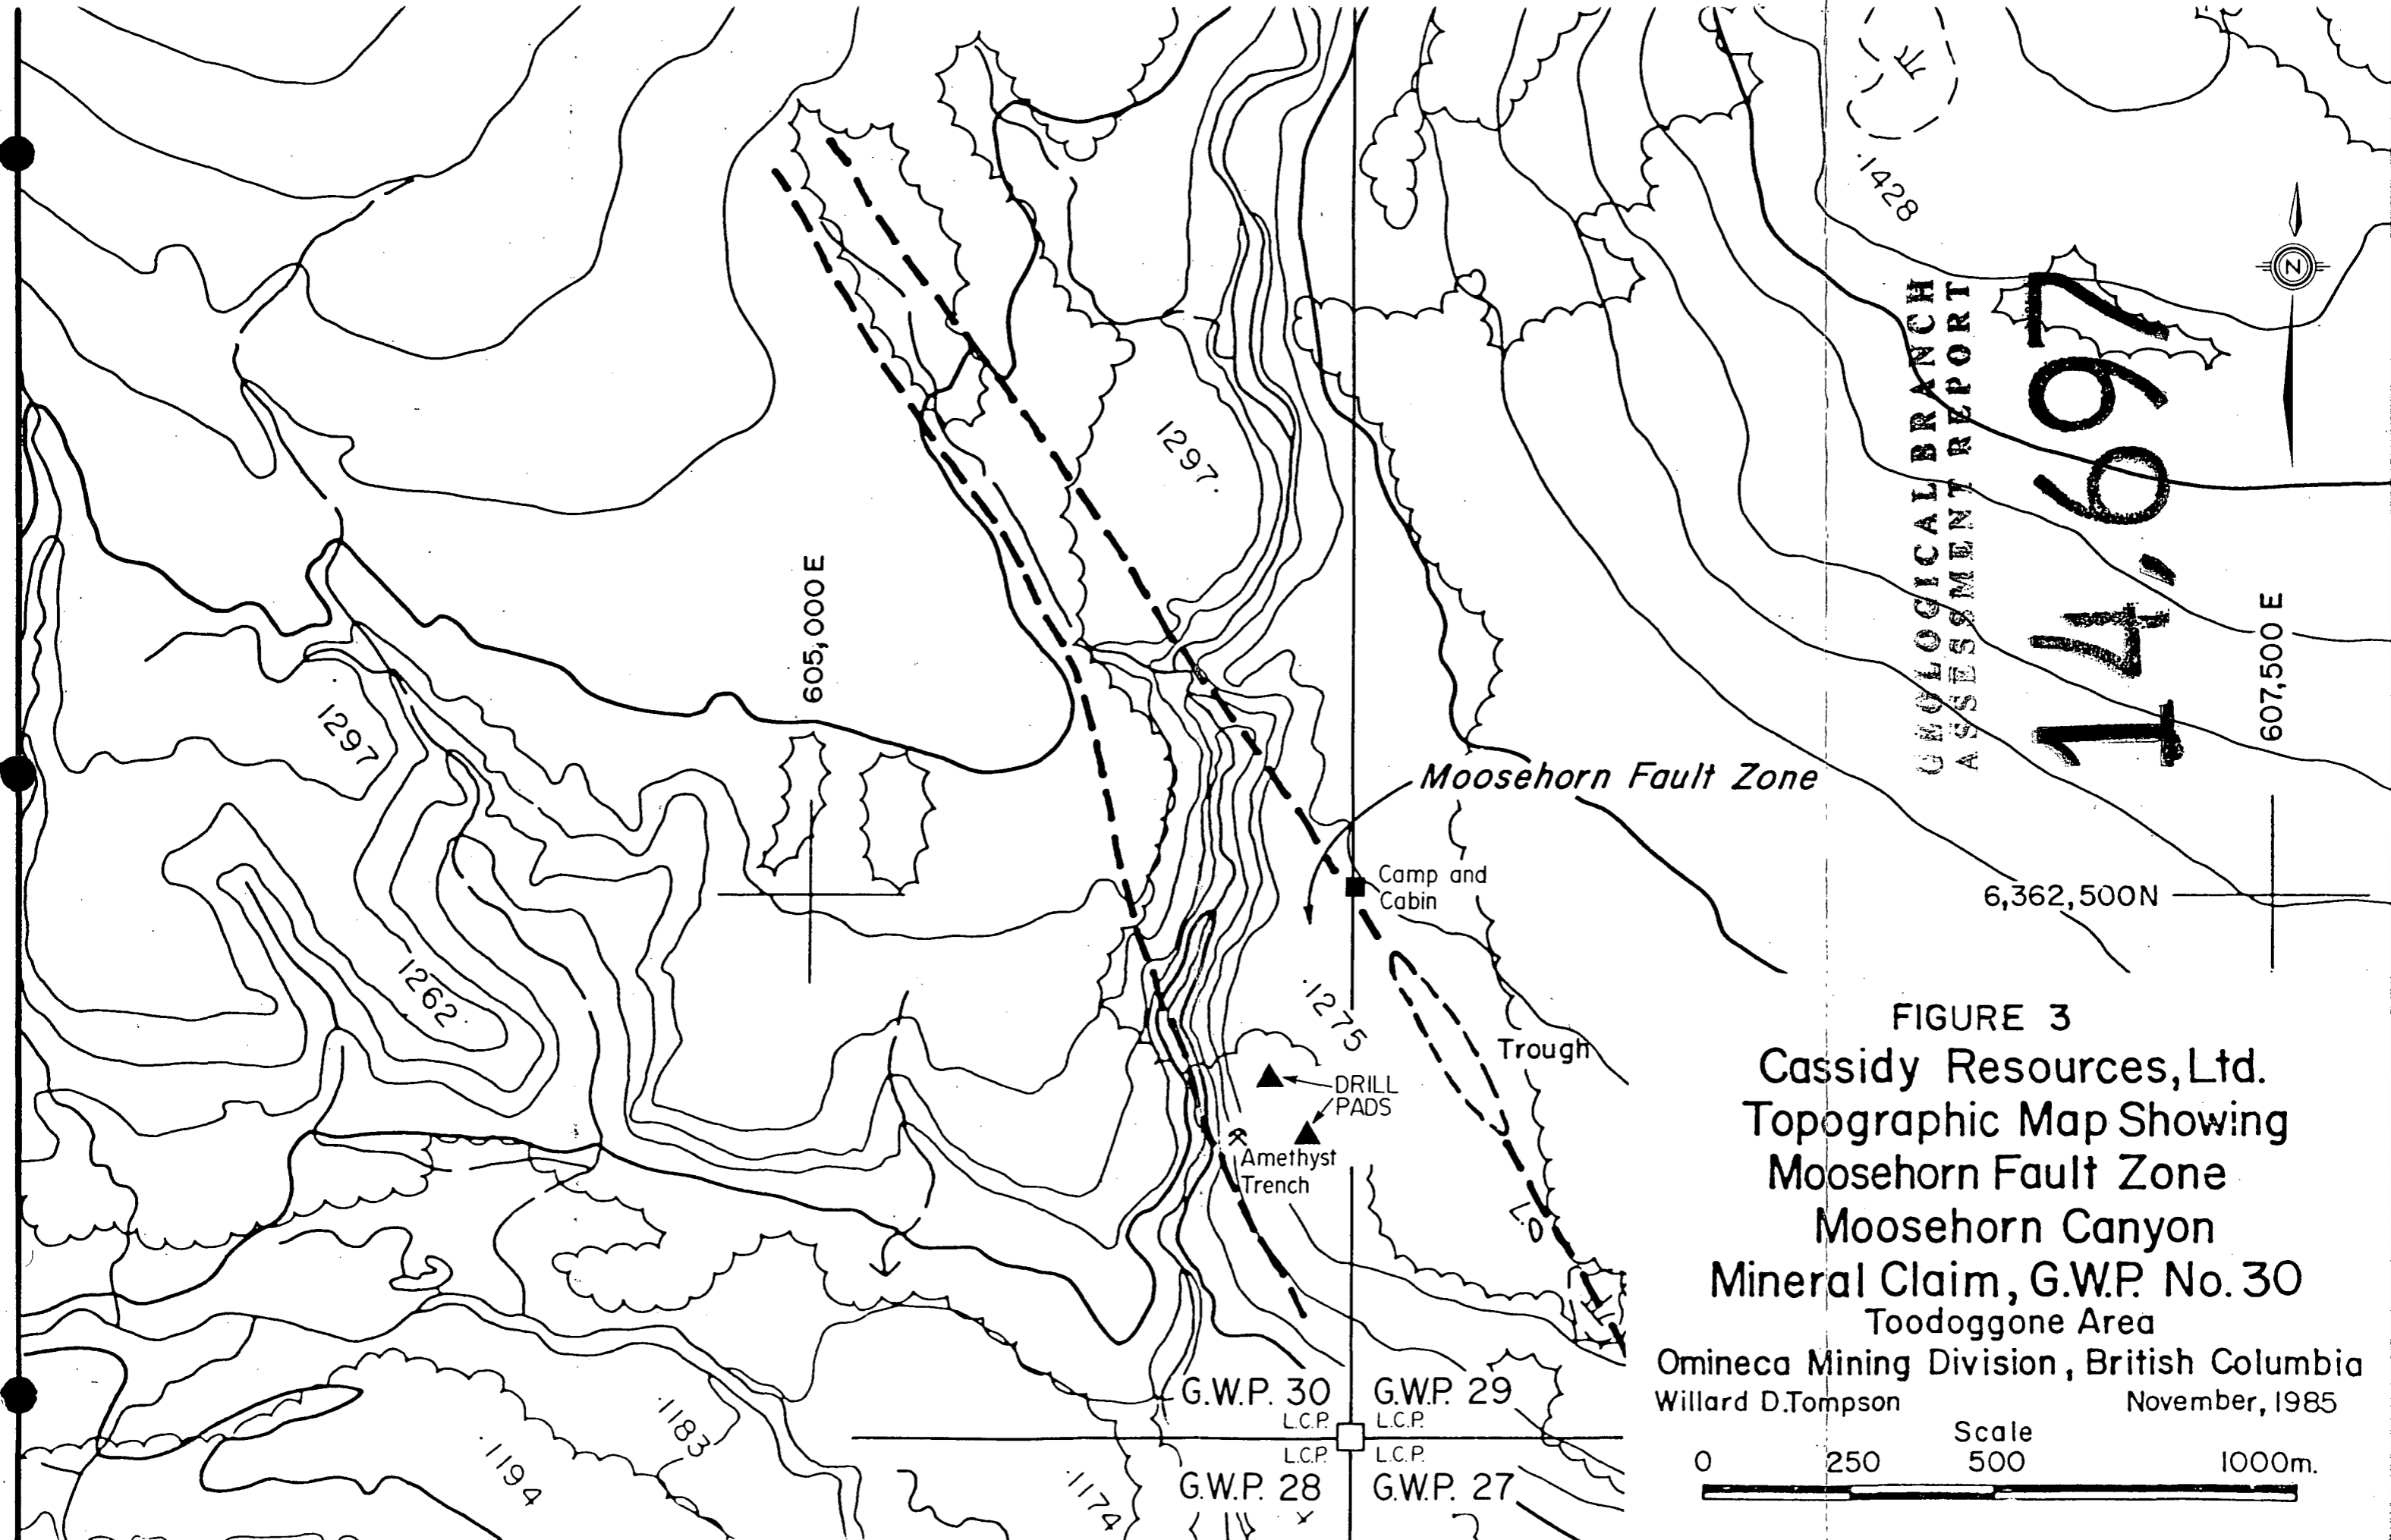 .1428
N
GEOLOGICAL BRANCH
ASSESSMENT REPORT
14,697
1297.
605,000E
607,500E
.1297
Moosehorn Fault Zone
Camp and
Cabin
6,362,500N
1262.
.1275
Trough
DRILL
PADS
Amethyst
Trench
FIGURE 3
Cassidy Resources, Ltd.
Topographic Map Showing
Moosehorn Fault Zone
Moosehorn Canyon
Mineral Claim, G.W.P. No. 30
Toodoggone Area
Omineca Mining Division, British Columbia
Willard D. Tompson November, 1985
Scale
0 250 500 1000m.
G.W.P. 30 G.W.P. 29
L.C.P. L.C.P.
L.C.P. L.C.P.
G.W.P. 28 G.W.P. 27
.1183
.1194
.1174